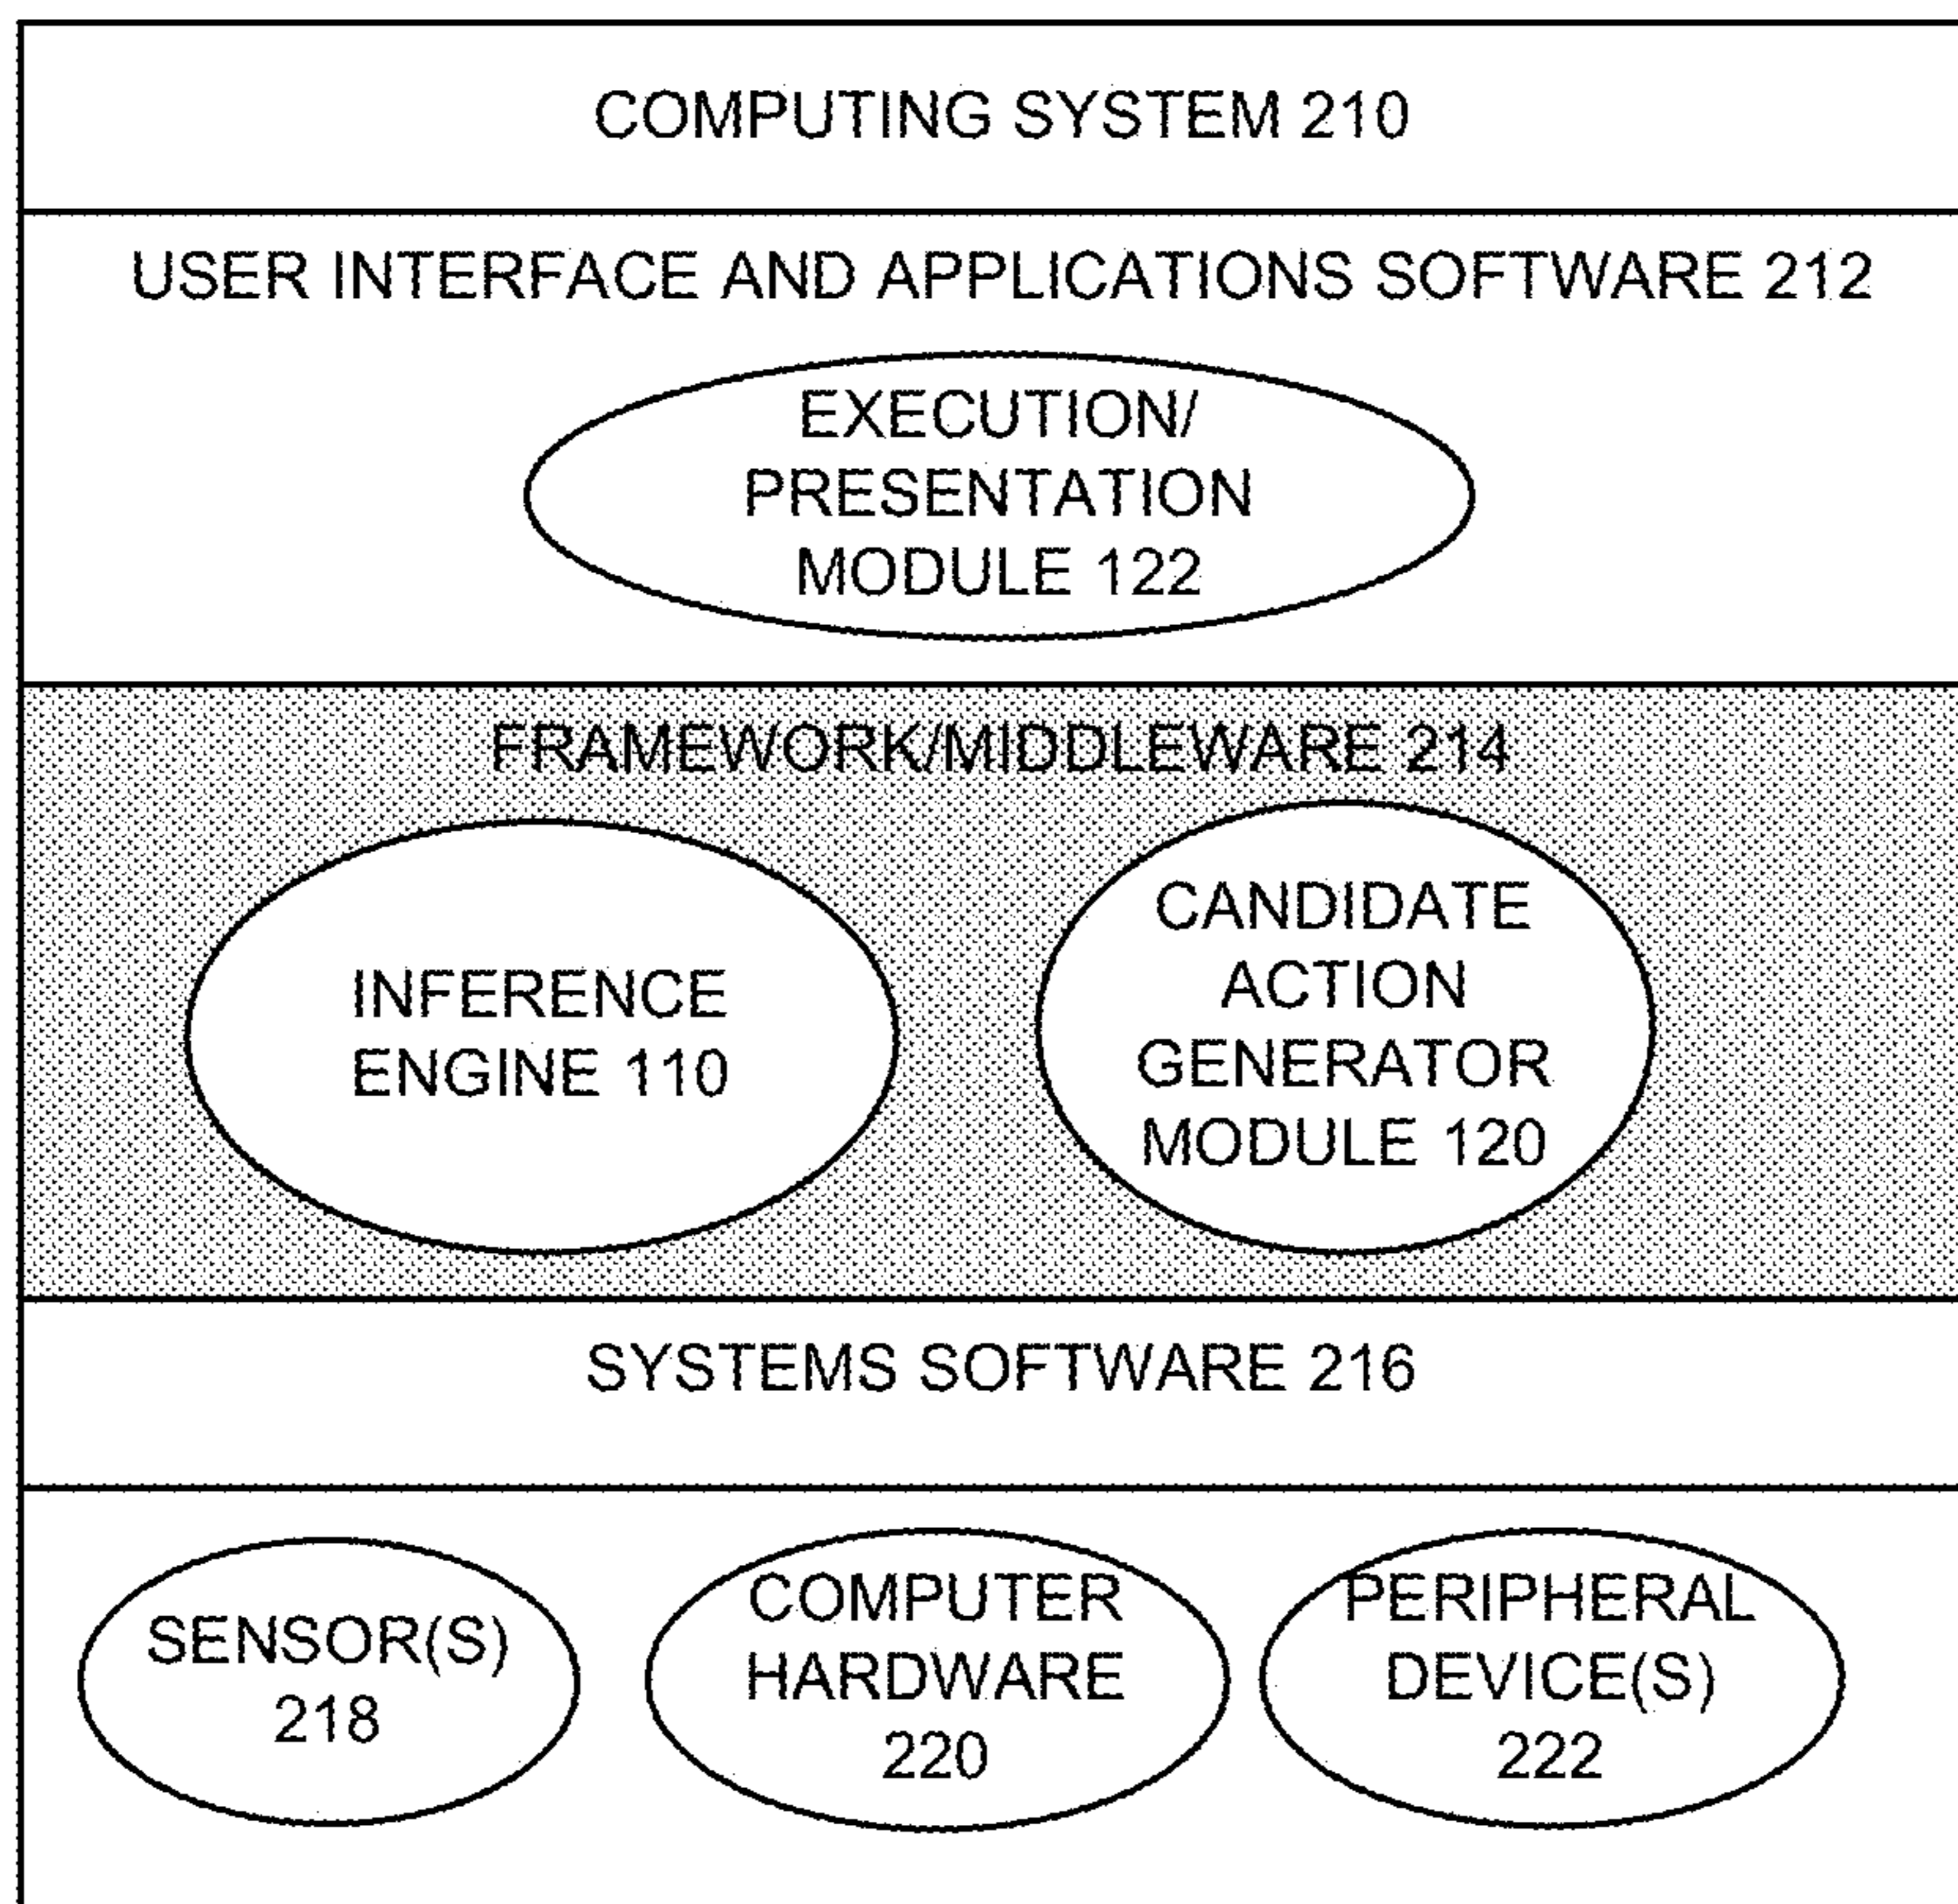 COMPUTING SYSTEM 210
USER INTERFACE AND APPLICATIONS SOFTWARE 212
EXECUTION/
PRESENTATION
MODULE 122
FRAMEWORK/MIDDLEWARE 214
INFERENCE
ENGINE 110
CANDIDATE
ACTION
GENERATOR
MODULE 120
SYSTEMS SOFTWARE 216
SENSOR(S)
218
COMPUTER
HARDWARE
220
PERIPHERAL
DEVICE(S)
222